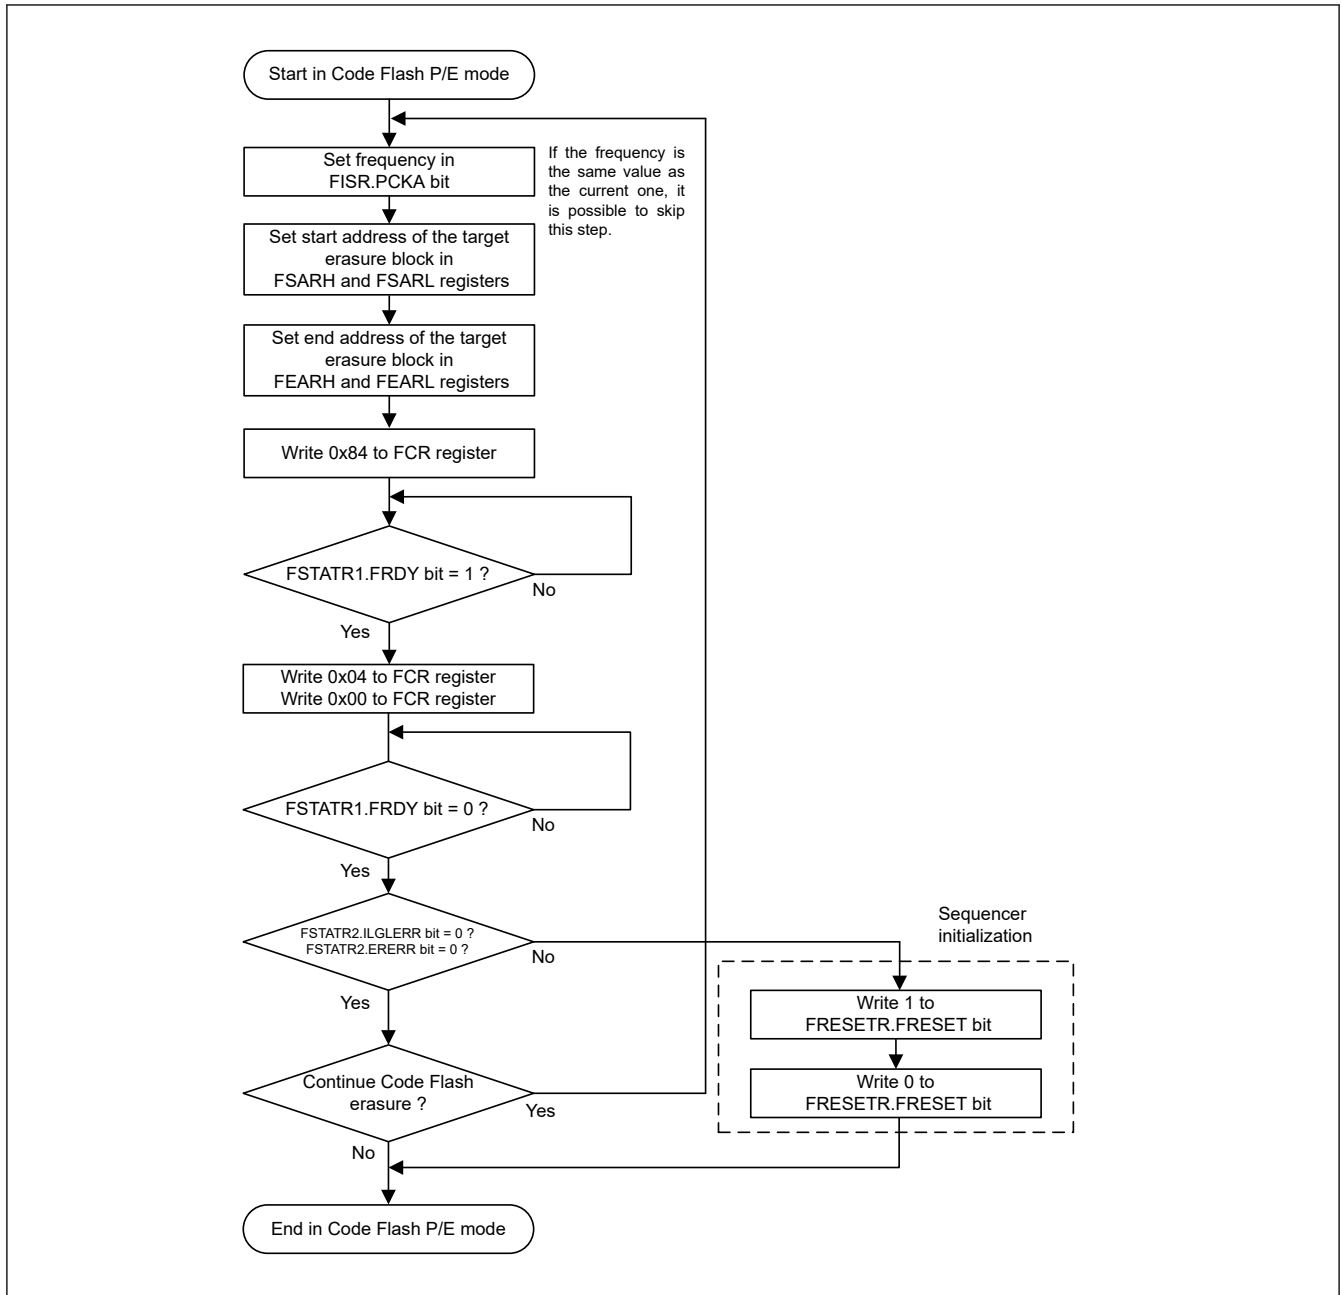 Start in Code Flash P/E mode
Set frequency in
FISR.PCKA bit
If the frequency is
the same value as
the current one, it
is possible to skip
this step.
Set start address of the target
erasure block in
FSARH and FSARL registers
Set end address of the target
erasure block in
FEARH and FEARL registers
Write 0x84 to FCR register
FSTATR1.FRDY bit = 1 ?
No
Yes
Write 0x04 to FCR register
Write 0x00 to FCR register
FSTATR1.FRDY bit = 0 ?
No
Yes
FSTATR2.ILGLERR bit = 0 ?
FSTATR2.ERERR bit = 0 ?
No
Yes
Sequencer
initialization
Write 1 to
FRESETR.FRESET bit
Write 0 to
FRESETR.FRESET bit
Continue Code Flash
erasure ?
Yes
No
End in Code Flash P/E mode